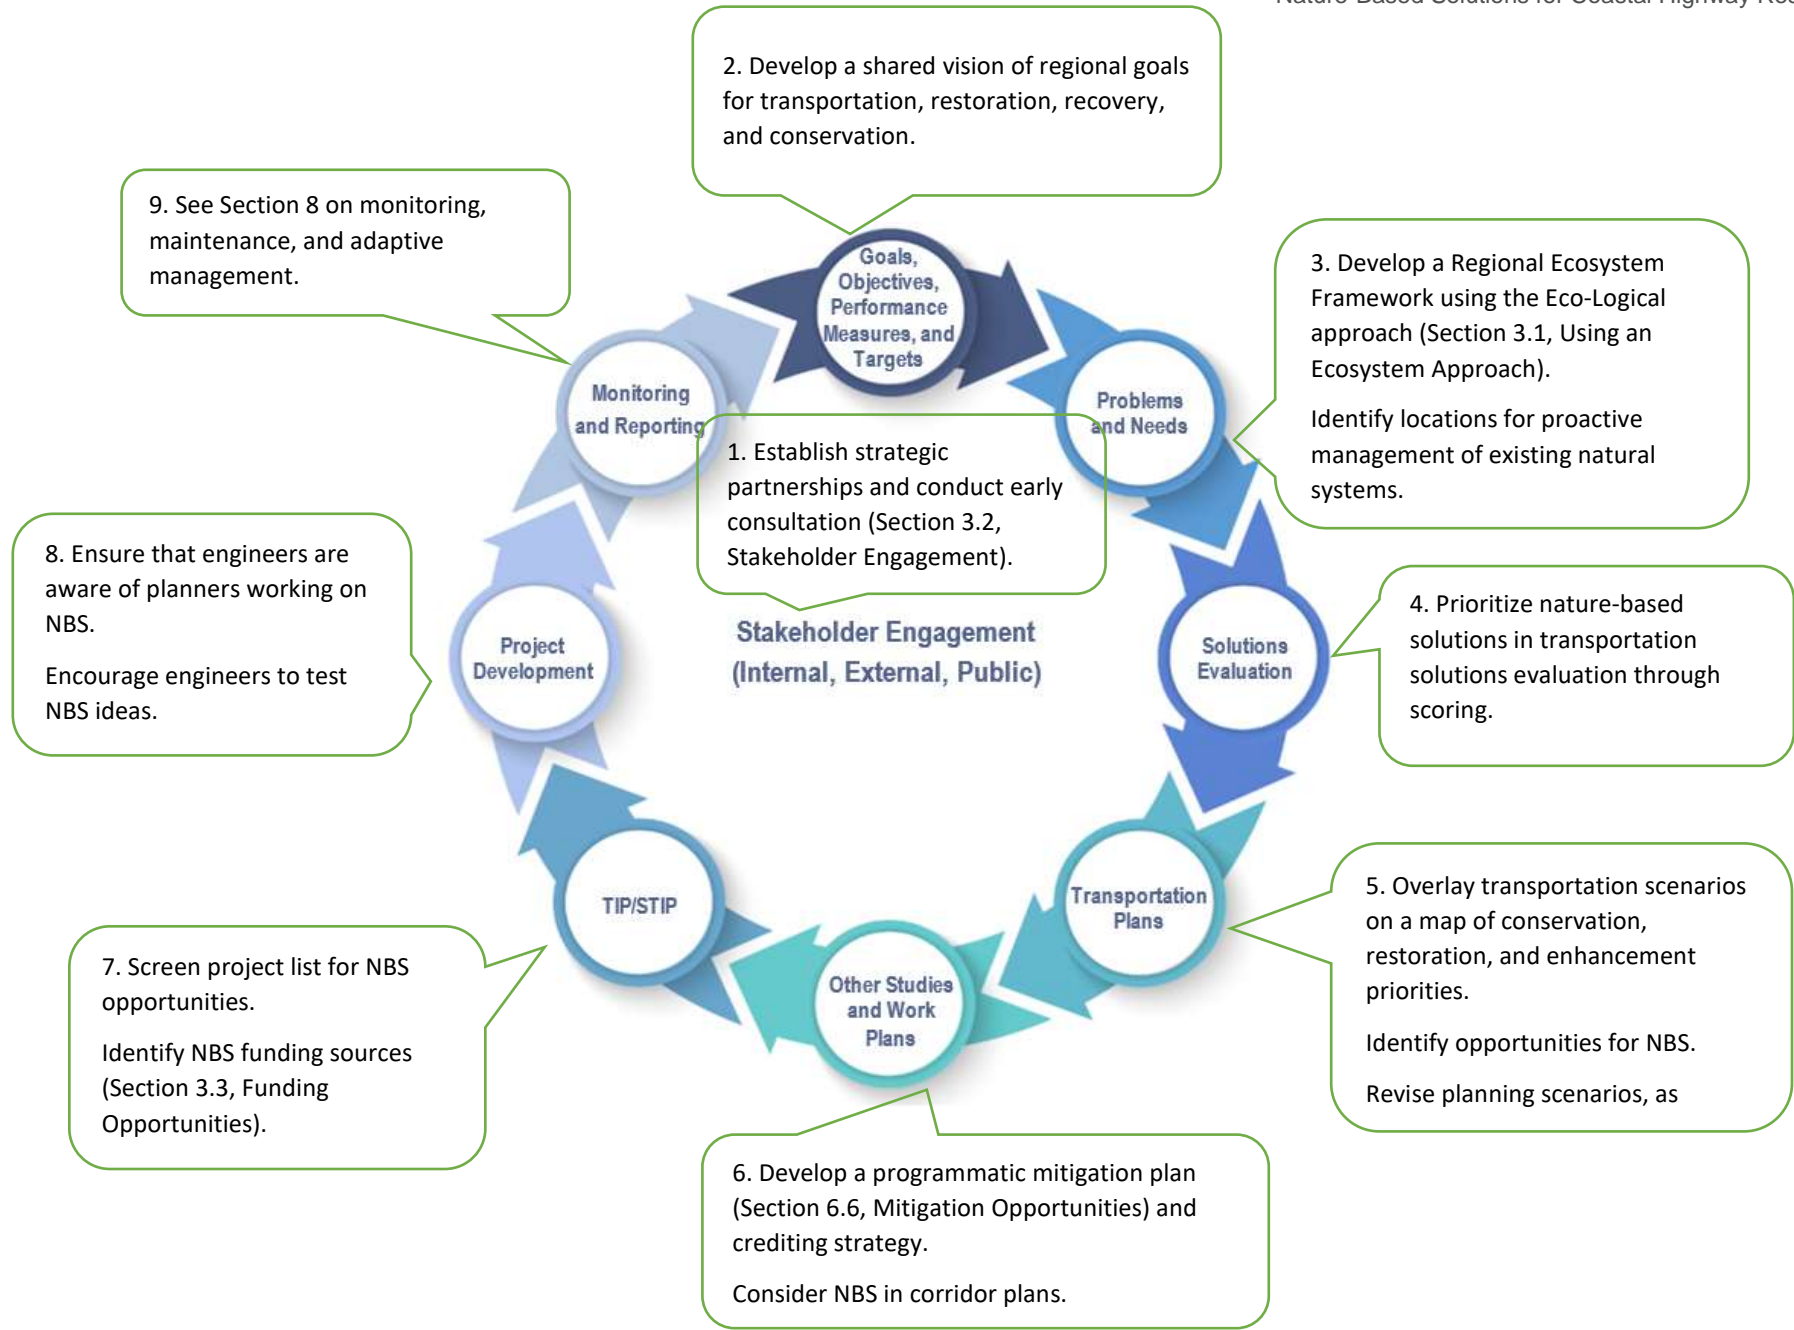 Nature-Based Solutions for Coastal Highway
2. Develop a shared vision of regional goals
for transportation, restoration, recovery,
and conservation.
9. See Section 8 on monitoring,
maintenance, and adaptive
management.
Goals,
Objectives,
Performance
Measures, and
Targets
3. Develop a Regional Ecosystem
Framework using the Eco-Logical
approach (Section 3.1, Using an
Ecosystem Approach).
Identify locations for proactive
management of existing natural
systems.
Monitoring
and Reporting
Problems
and Needs
1. Establish strategic
partnerships and conduct early
consultation (Section 3.2,
Stakeholder Engagement).
8. Ensure that engineers are
aware of planners working on
NBS.
Encourage engineers to test
NBS ideas.
Project
Development
Stakeholder Engagement
(Internal, External, Public)
Solutions
Evaluation
4. Prioritize nature-based
solutions in transportation
solutions evaluation through
scoring.
TIP/STIP
Transportation
Plans
5. Overlay transportation scenarios
on a map of conservation,
restoration, and enhancement
priorities.
Identify opportunities for NBS.
Revise planning scenarios, as
7. Screen project list for NBS
opportunities.
Identify NBS funding sources
(Section 3.3, Funding
Opportunities).
Other Studies
and Work
Plans
6. Develop a programmatic mitigation plan
(Section 6.6, Mitigation Opportunities) and
crediting strategy.
Consider NBS in corridor plans.